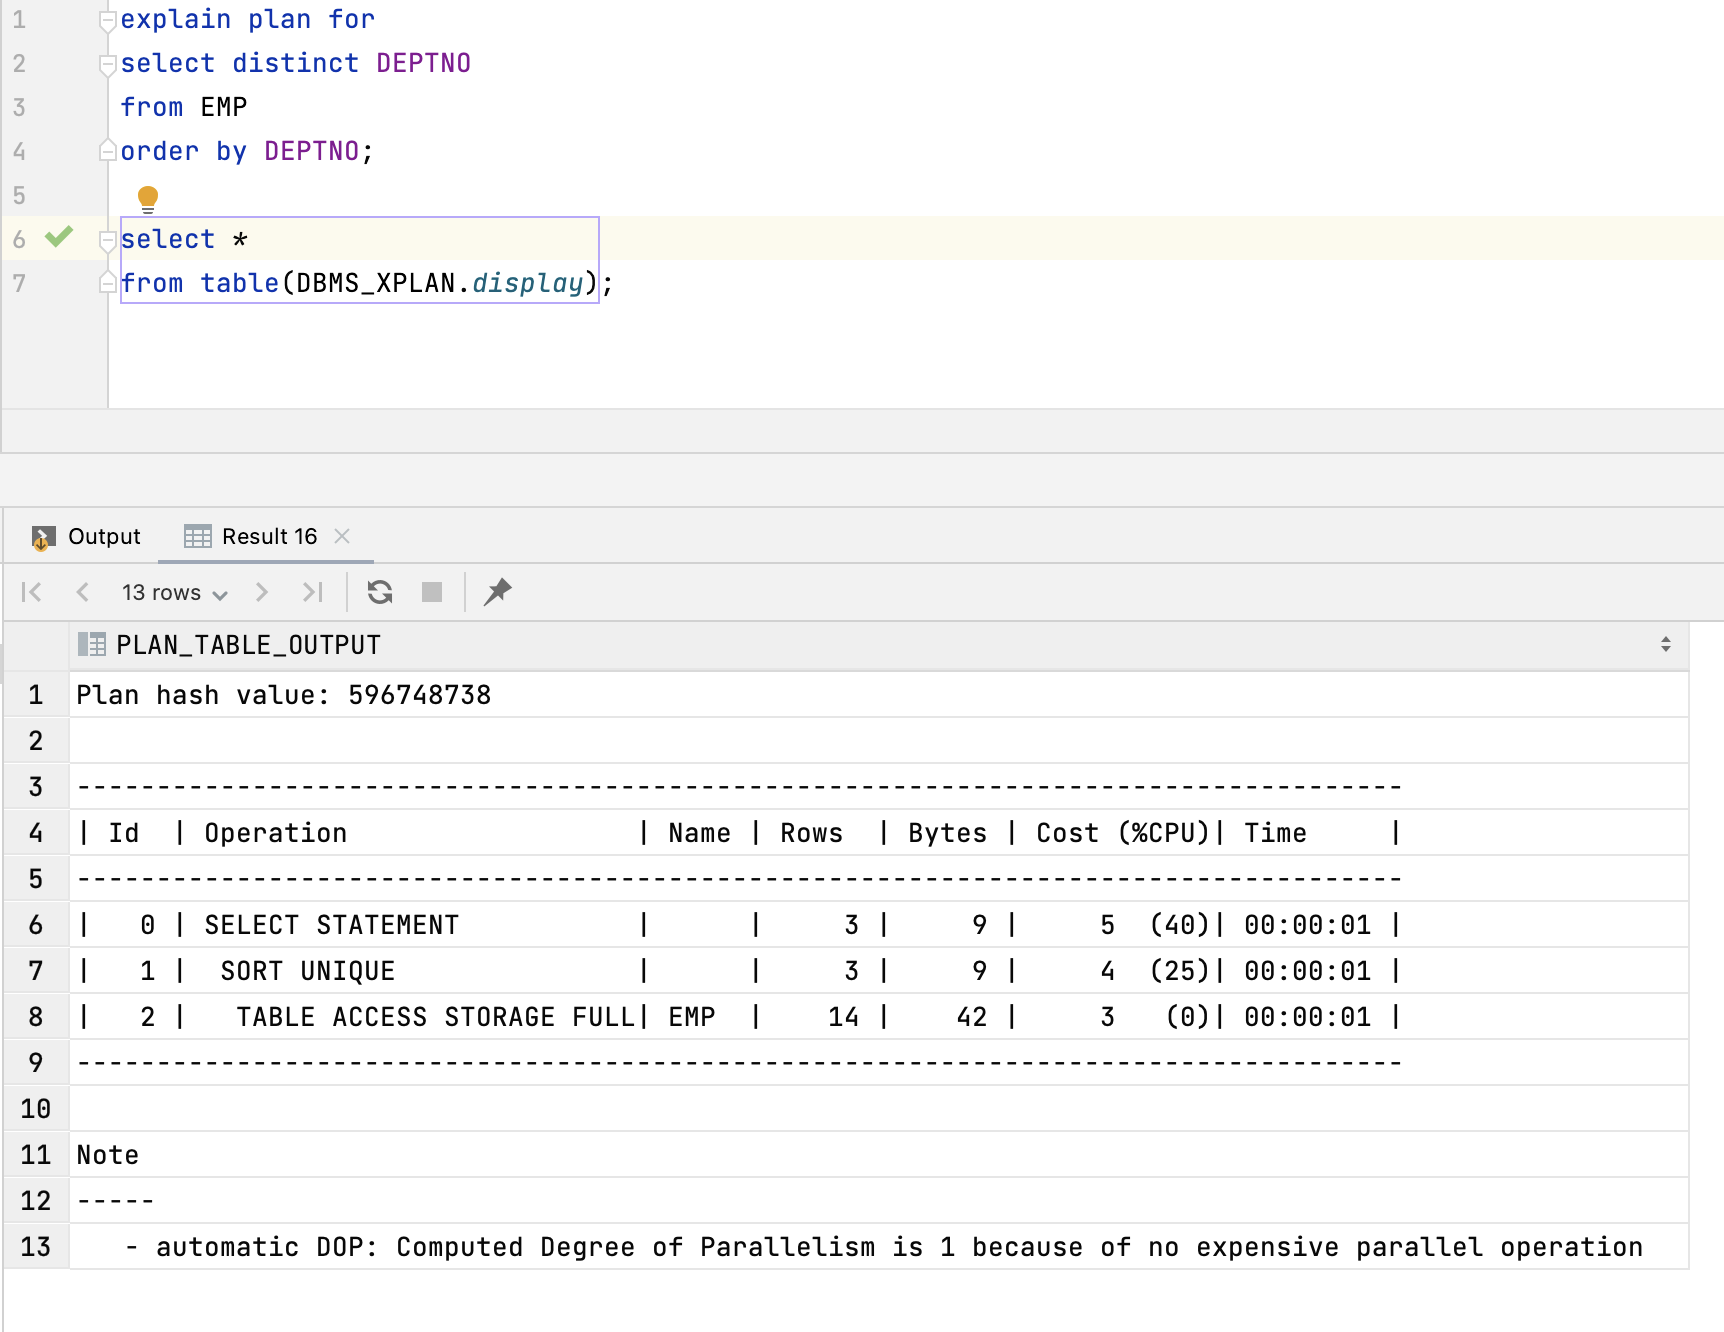 1 explain plan for
2 select distinct DEPTNO
3 from EMP
4 order by DEPTNO;
5
6 select *
7 from table(DBMS_XPLAN.display);
Output Result 16
13 rows
PLAN_TABLE_OUTPUT
1 Plan hash value: 596748738
2
3 -----------------------------------------------------------------------------------
4 | Id  | Operation                  | Name | Rows  | Bytes | Cost (%CPU)| Time     |
5 -----------------------------------------------------------------------------------
6 |   0 | SELECT STATEMENT           |      |     3 |     9 |     5  (40)| 00:00:01 |
7 |   1 |  SORT UNIQUE               |      |     3 |     9 |     4  (25)| 00:00:01 |
8 |   2 |   TABLE ACCESS STORAGE FULL| EMP  |    14 |    42 |     3   (0)| 00:00:01 |
9 -----------------------------------------------------------------------------------
10
11 Note
12 -----
13    - automatic DOP: Computed Degree of Parallelism is 1 because of no expensive parallel operation